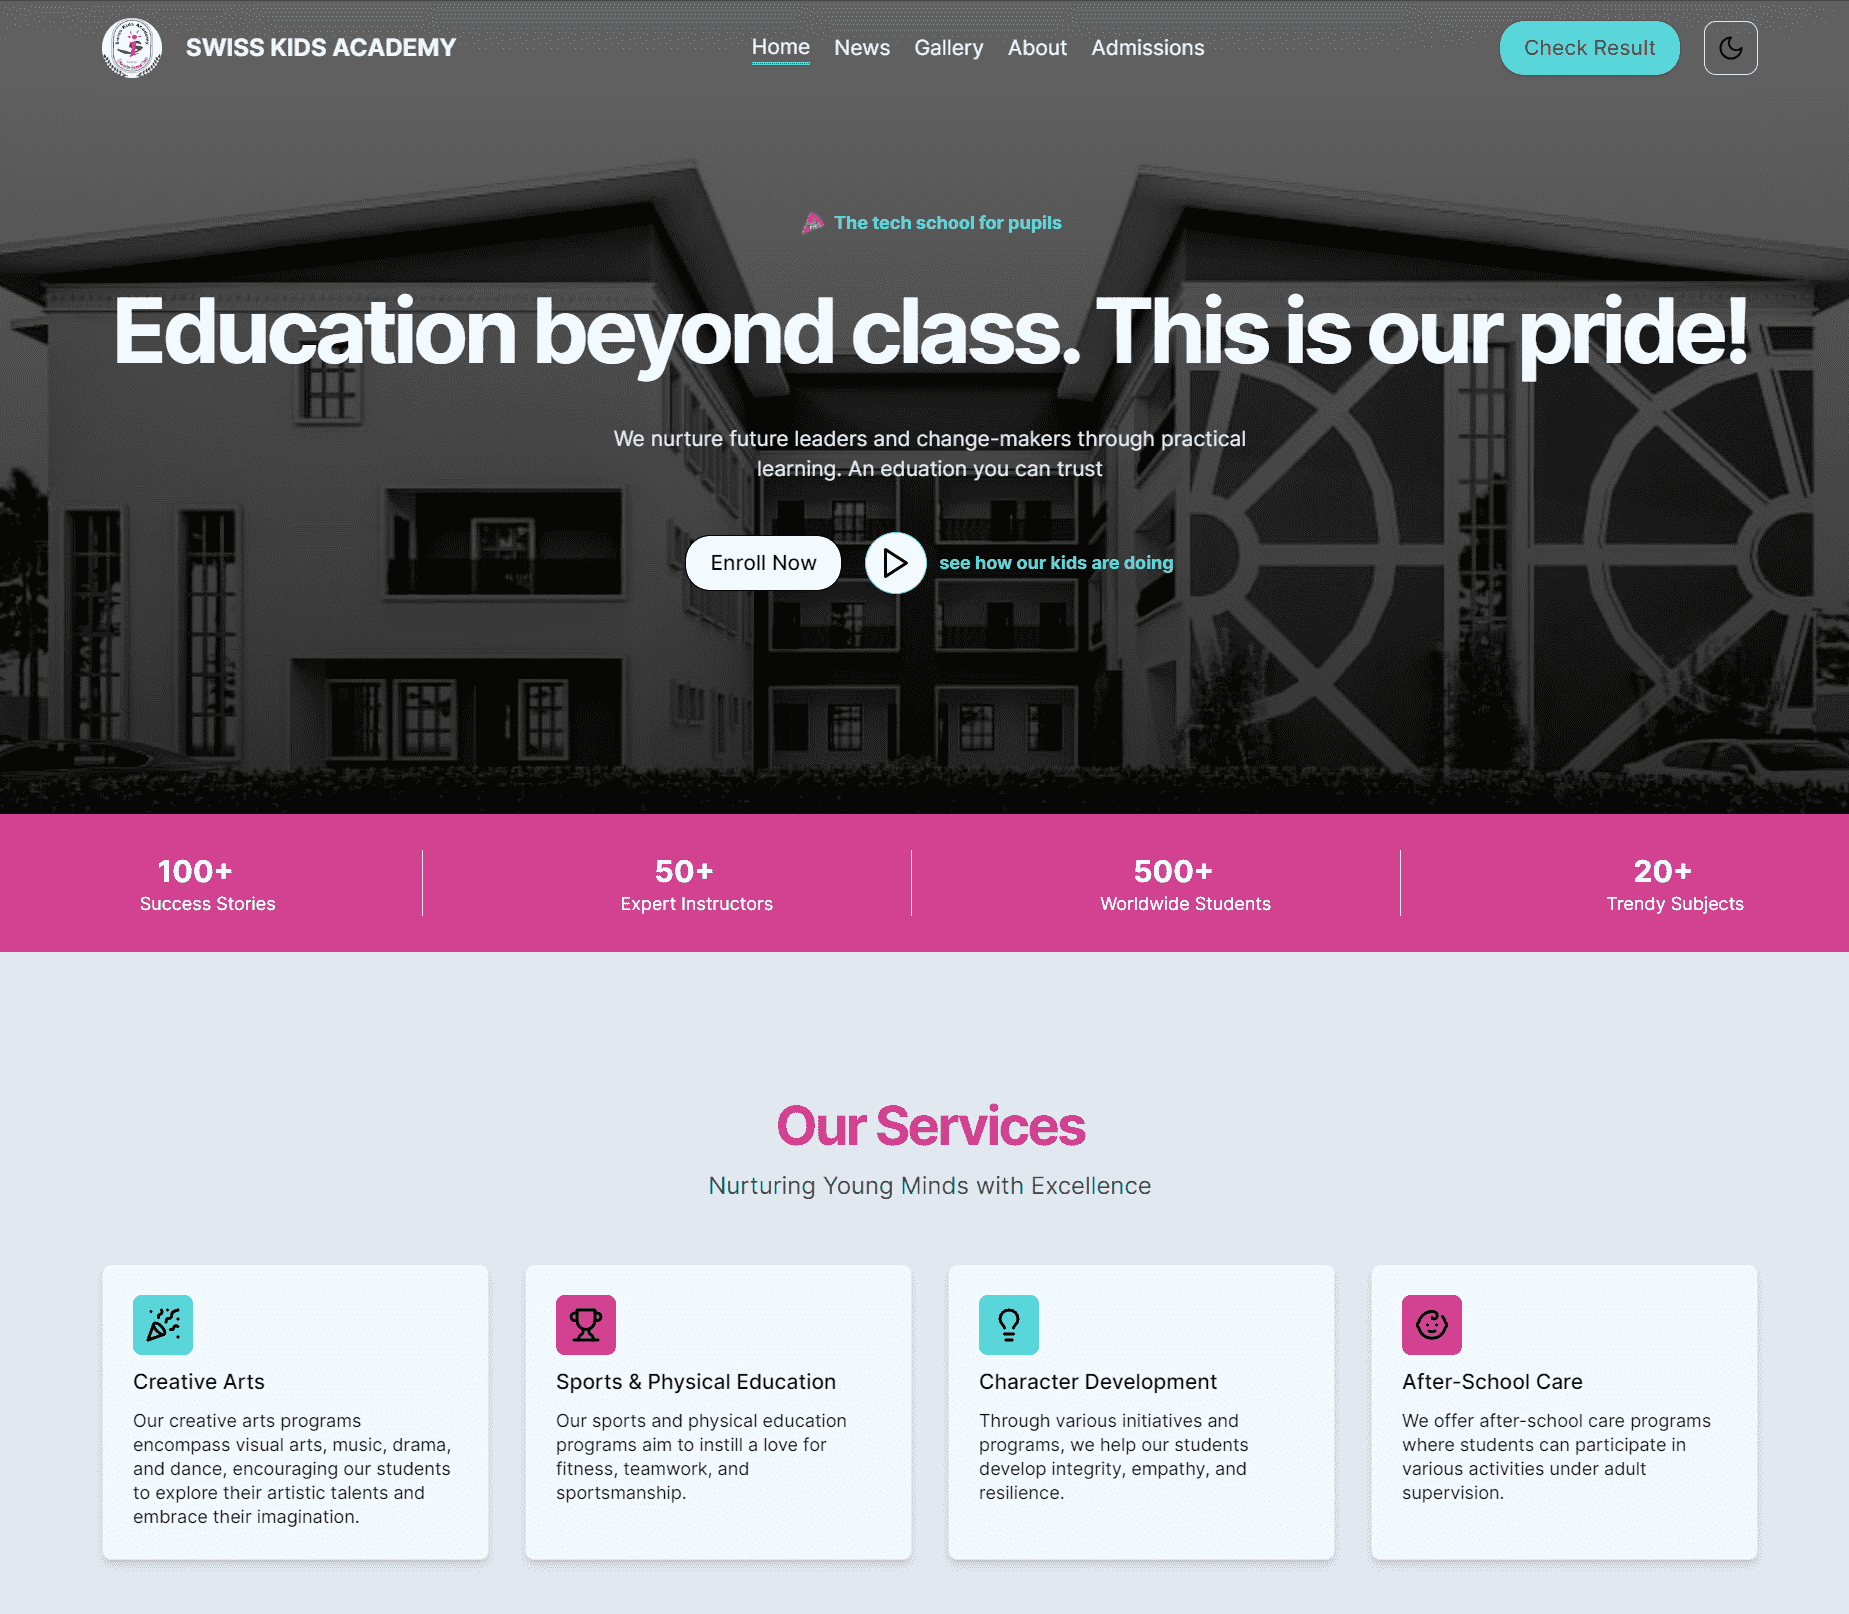 Swiss Kids Academy
SWISS KIDS ACADEMY
Home
News
Gallery
About
Admissions
Check Result
The tech school for pupils
Education beyond class. This is our pride!
We nurture future leaders and change-makers through practical
learning. An eduation you can trust
Enroll Now
see how our kids are doing
100+
Success Stories
50+
Expert Instructors
500+
Worldwide Students
20+
Trendy Subjects
Our Services
Nurturing Young Minds with Excellence
Creative Arts
Our creative arts programs
encompass visual arts, music, drama,
and dance, encouraging our students
to explore their artistic talents and
embrace their imagination.
Sports & Physical Education
Our sports and physical education
programs aim to instill a love for
fitness, teamwork, and
sportsmanship.
Character Development
Through various initiatives and
programs, we help our students
develop integrity, empathy, and
resilience.
After-School Care
We offer after-school care programs
where students can participate in
various activities under adult
supervision.